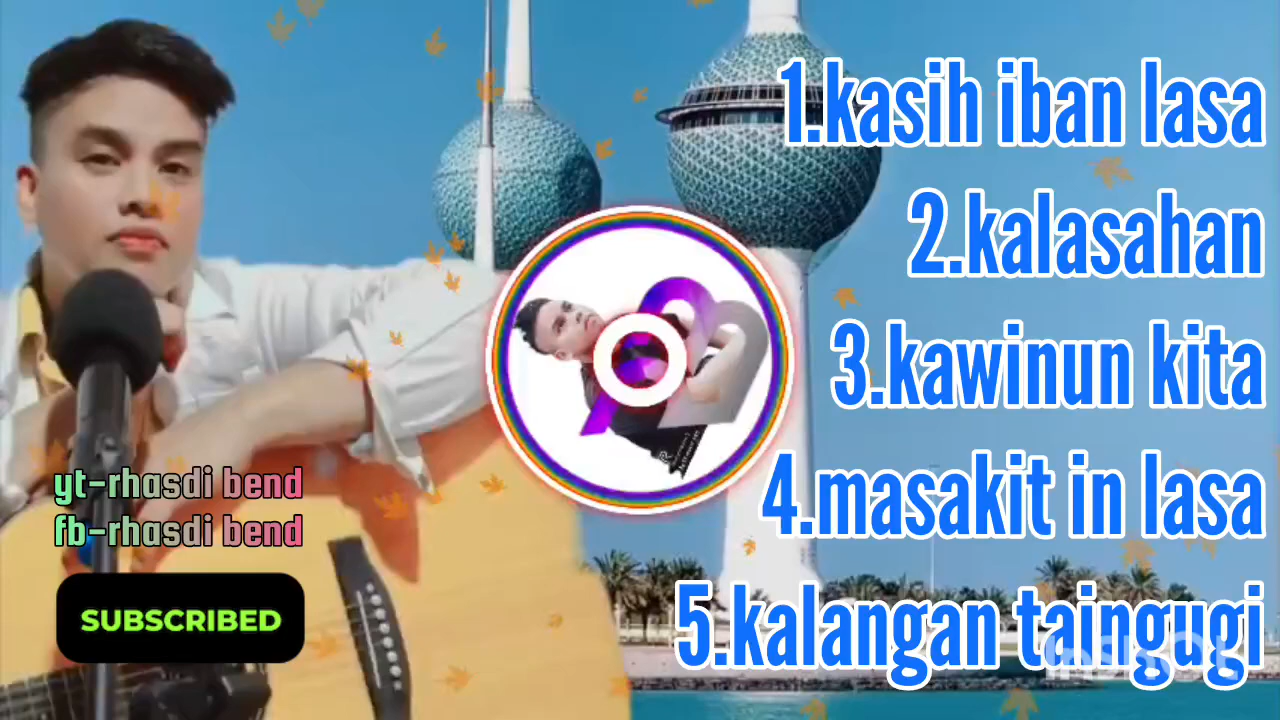 1.kasih iban lasa
2.kalasahan
3.kawinun kita
4.masakit in lasa
5.kalangan taingugi
yt-rhasdi bend
fb-rhasdi bend
SUBSCRIBED
InShOt